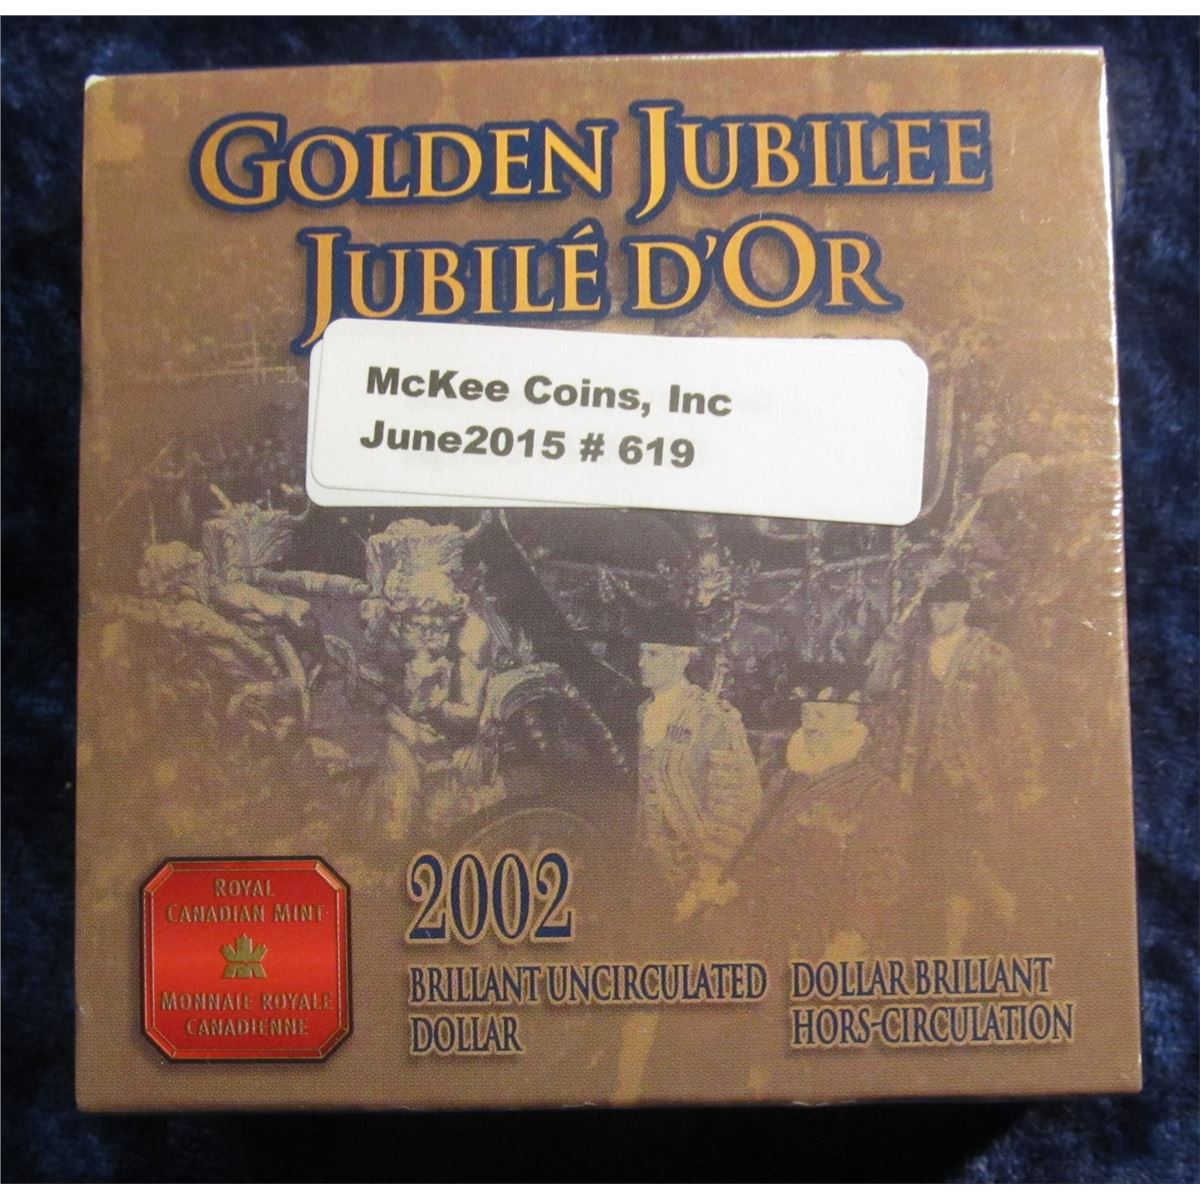 GOLDEN JUBILEE
JUBILÉ D'OR
McKee Coins, Inc
June2015 # 619
ROYAL
CANADIAN MINT
MONNAIE ROYALE
CANADIENNE
2002
BRILLIANT UNCIRCULATED
DOLLAR
DOLLAR BRILLANT
HORS-CIRCULATION